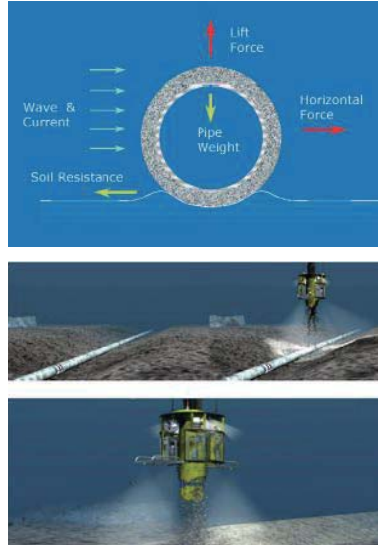 Lift
Force
Wave &
Current
Horizontal
Force
Pipe
Weight
Soil Resistance